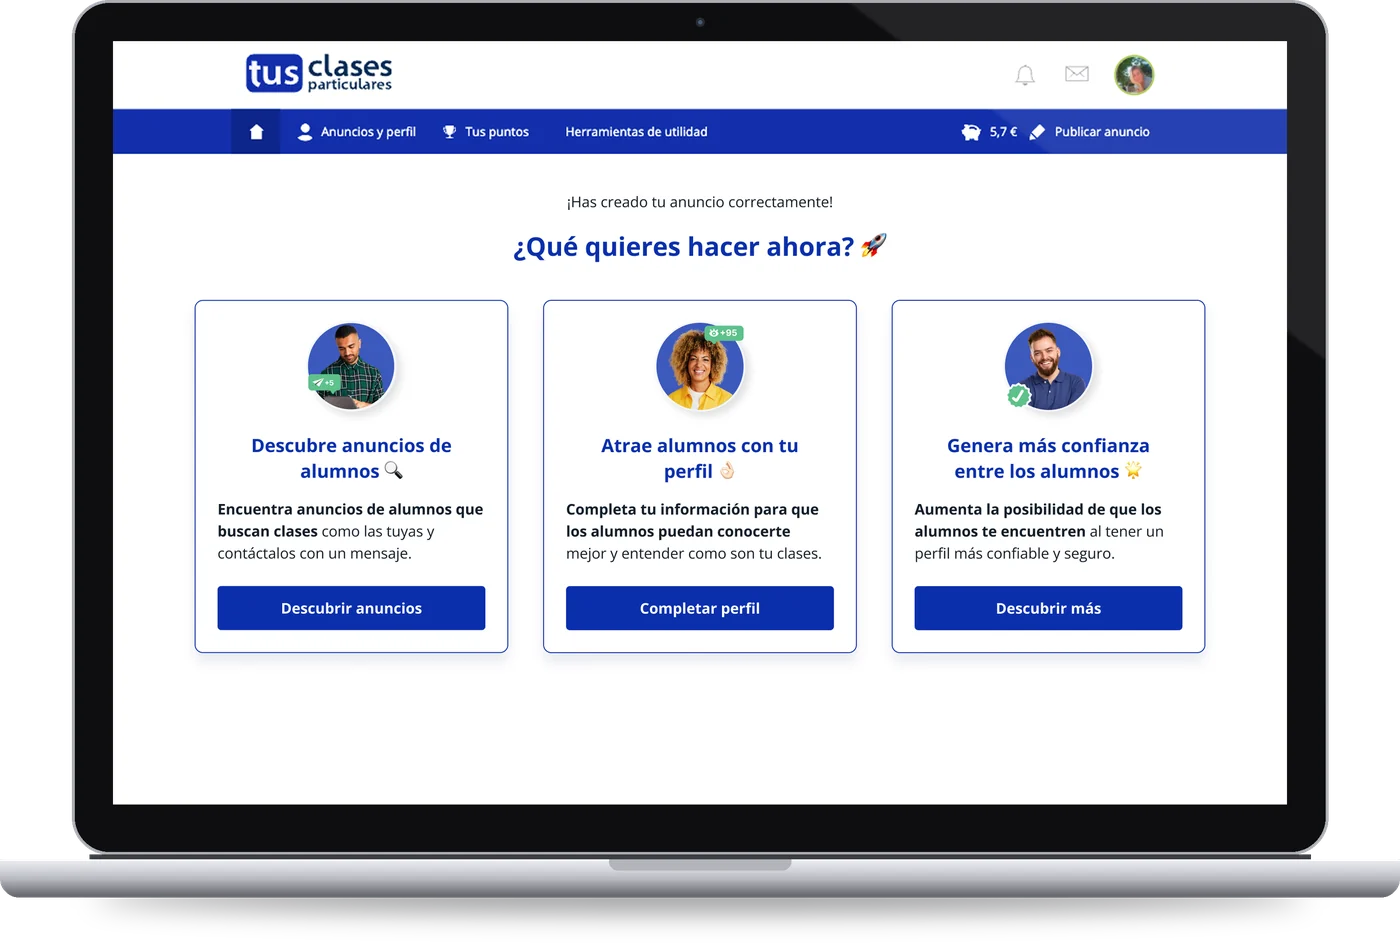 tus clases
particulares
Anuncios y perfil Tus puntos Herramientas de utilidad 5,7 € Publicar anuncio
¡Has creado tu anuncio correctamente!
¿Qué quieres hacer ahora? 🚀
+5
Descubre anuncios de
alumnos 🔍
Encuentra anuncios de alumnos que
buscan clases como las tuyas y
contáctalos con un mensaje.
Descubrir anuncios
+95
Atrae alumnos con tu
perfil 👌🏻
Completa tu información para que
los alumnos puedan conocerte
mejor y entender como son tu clases.
Completar perfil
Genera más confianza
entre los alumnos 🌟
Aumenta la posibilidad de que los
alumnos te encuentren al tener un
perfil más confiable y seguro.
Descubrir más